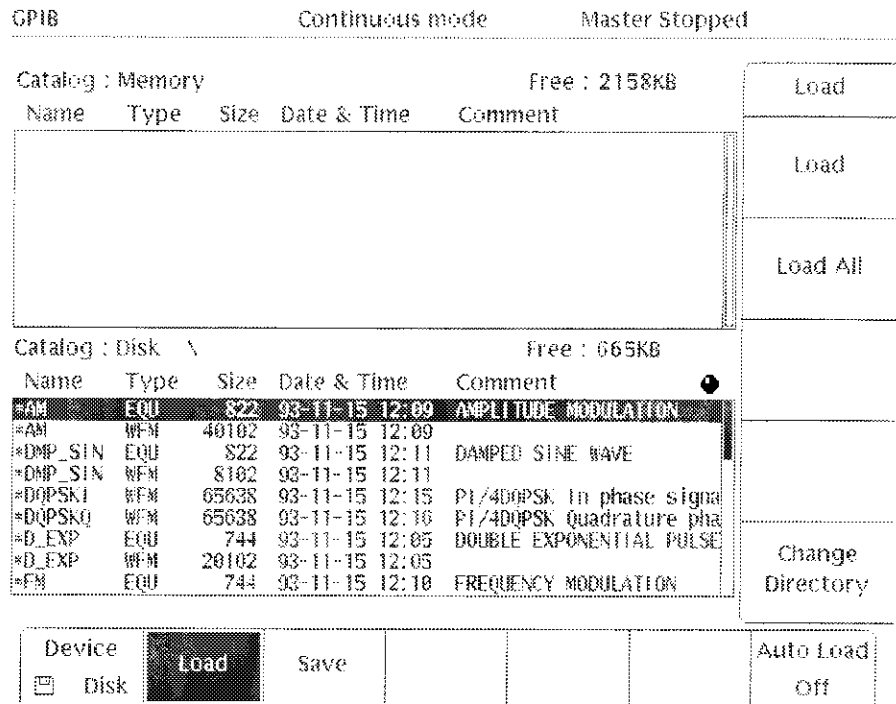 GPIB Continuous mode Master Stopped
Catalog : Memory Free : 2158KB
Name Type Size Date & Time Comment
Load
Load
Load All
Catalog : Disk \ Free : 665KB
Name Type Size Date & Time Comment
*AM EQU 822 93-11-15 12:09 AMPLITUDE MODULATION
*AM WFM 40102 93-11-15 12:09
*DMP_SIN EQU 822 93-11-15 12:11 DAMPED SINE WAVE
*DMP_SIN WFM 8102 93-11-15 12:11
*DQPSKI WFM 65638 93-11-15 12:15 PI/4DQPSK In phase signa
*DQPSKQ WFM 65638 93-11-15 12:16 PI/4DQPSK Quadrature pha
*D_EXP EQU 744 93-11-15 12:05 DOUBLE EXPONENTIAL PULSE
*D_EXP WFM 20102 93-11-15 12:05
*FM EQU 744 93-11-15 12:10 FREQUENCY MODULATION
Change
Directory
Device
Disk
Load
Save
Auto Load
Off